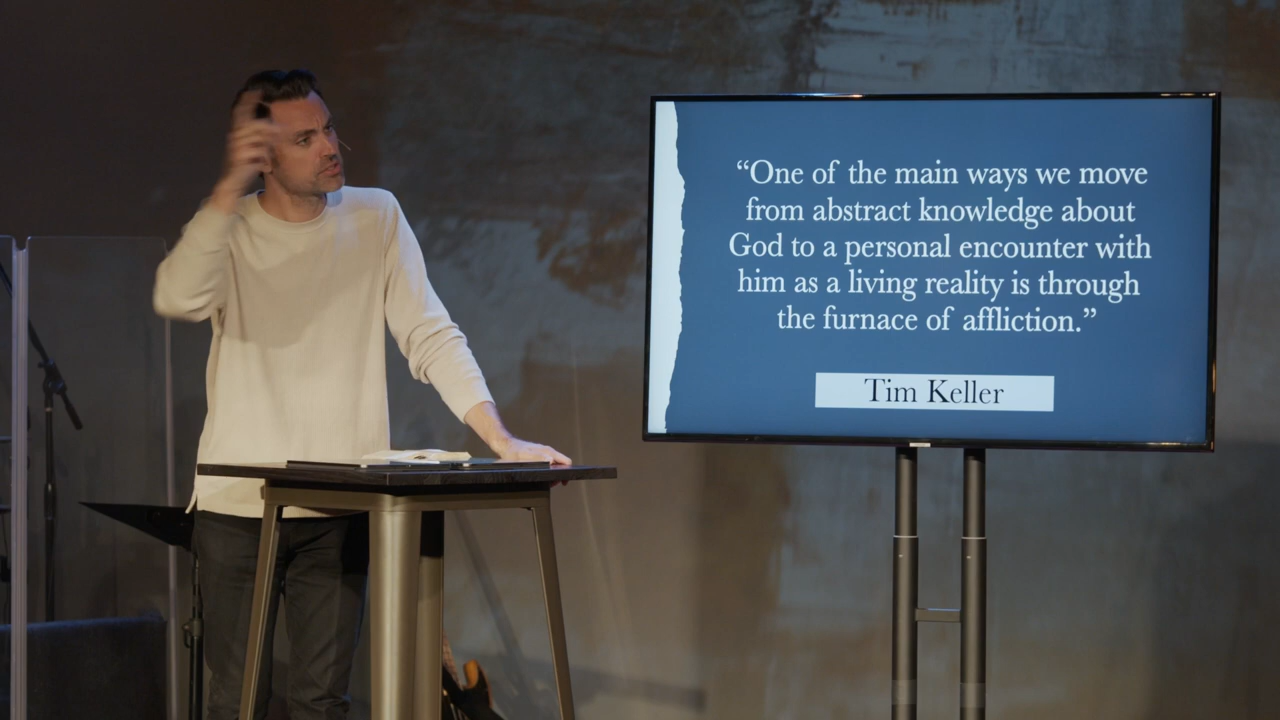 “One of the main ways we move
from abstract knowledge about
God to a personal encounter with
him as a living reality is through
the furnace of affliction.”
Tim Keller